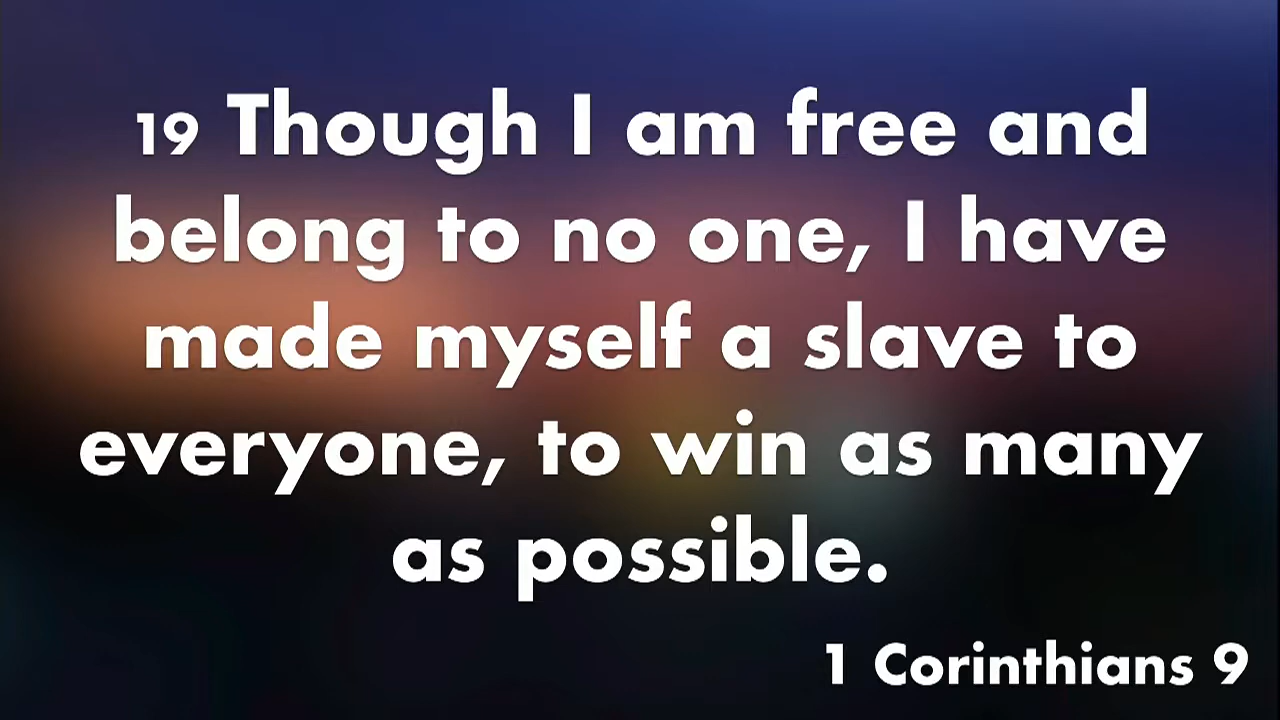 19 Though I am free and
belong to no one, I have
made myself a slave to
everyone, to win as many
as possible.
1 Corinthians 9